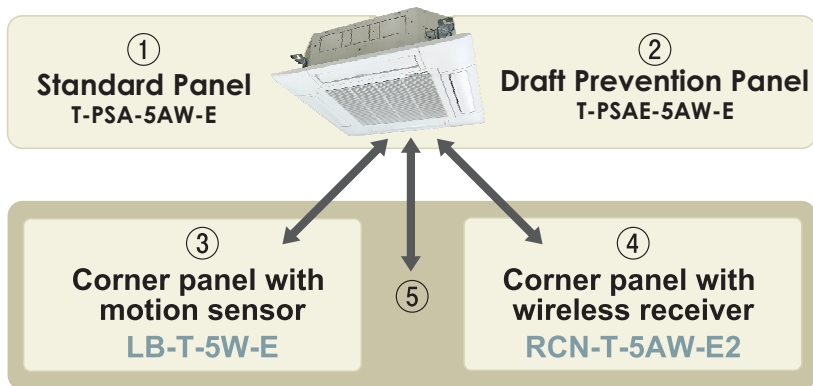 ①
Standard Panel
T-PSA-5AW-E
②
Draft Prevention Panel
T-PSAE-5AW-E
③
Corner panel with
motion sensor
LB-T-5W-E
⑤
④
Corner panel with
wireless receiver
RCN-T-5AW-E2